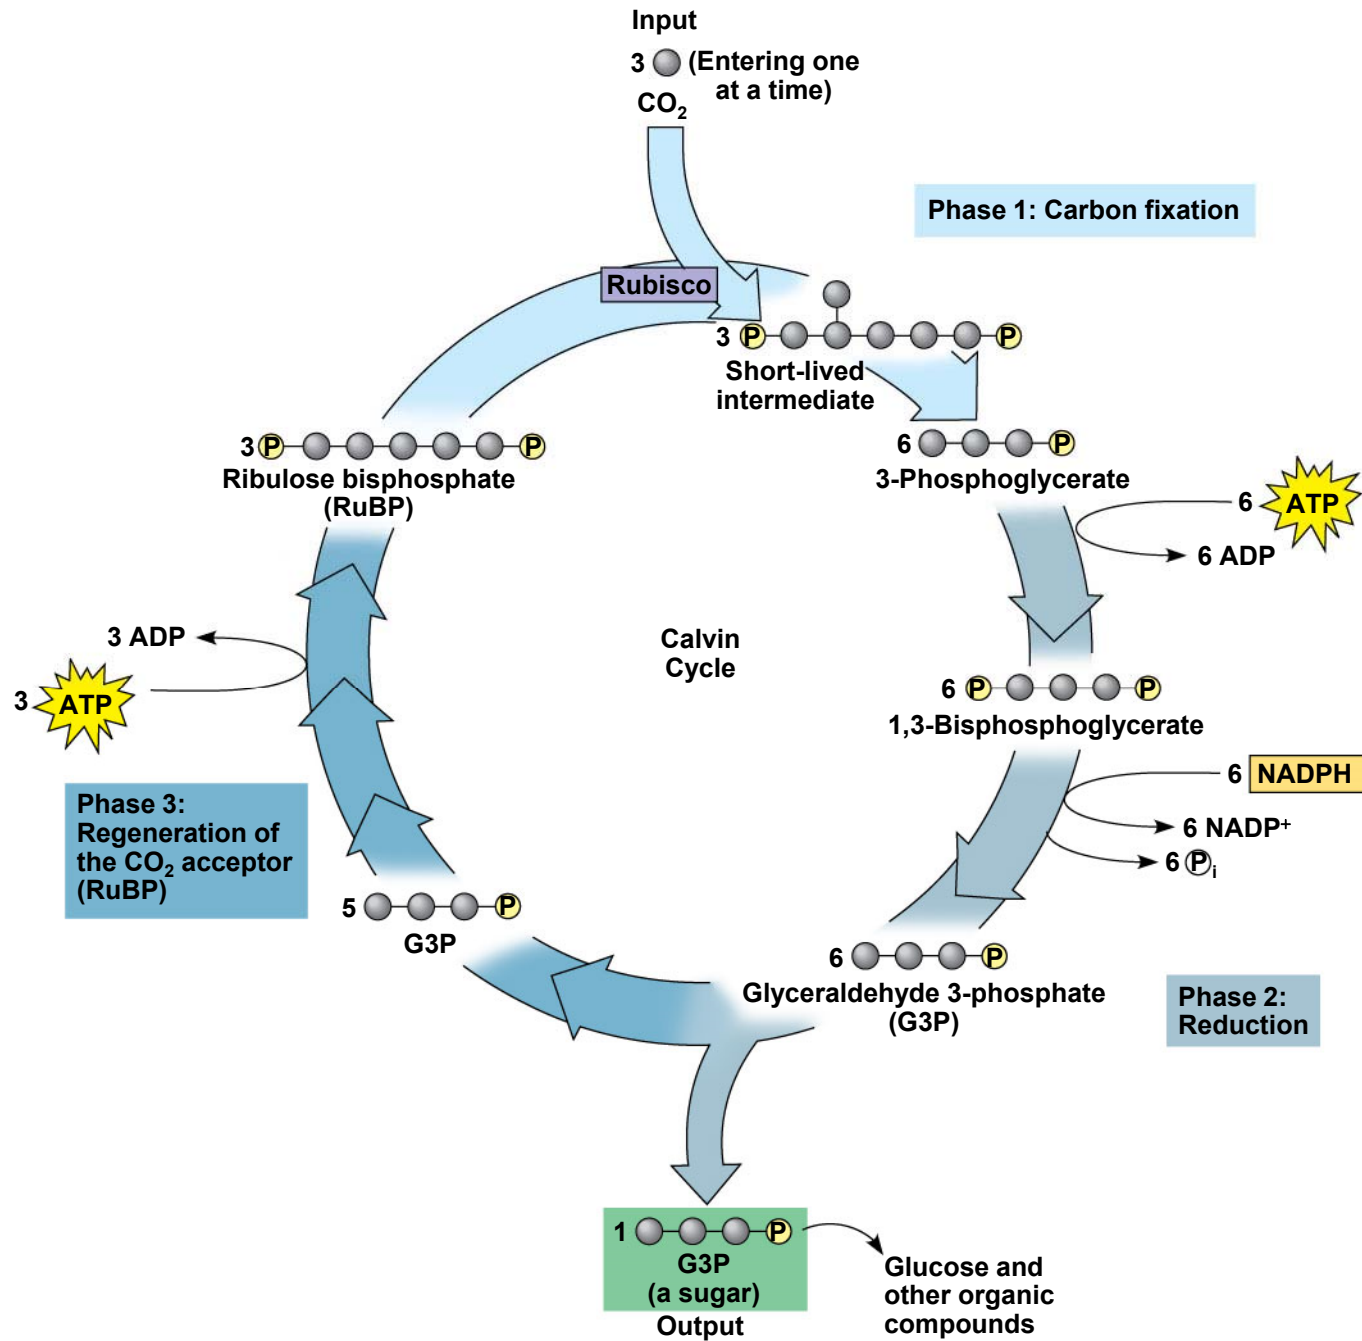 Input
3 (Entering one
at a time)
CO₂
Phase 1: Carbon fixation
Rubisco
3 P P
Short-lived
intermediate
3 P P
Ribulose bisphosphate
(RuBP)
6 P
3-Phosphoglycerate
6 ATP
6 ADP
3 ADP
3 ATP
Calvin
Cycle
6 P P
1,3-Bisphosphoglycerate
6 NADPH
6 NADP⁺
6 Pᵢ
Phase 3:
Regeneration of
the CO₂ acceptor
(RuBP)
5 P
G3P
6 P
Glyceraldehyde 3-phosphate
(G3P)
Phase 2:
Reduction
1 P
G3P
(a sugar)
Output
Glucose and
other organic
compounds